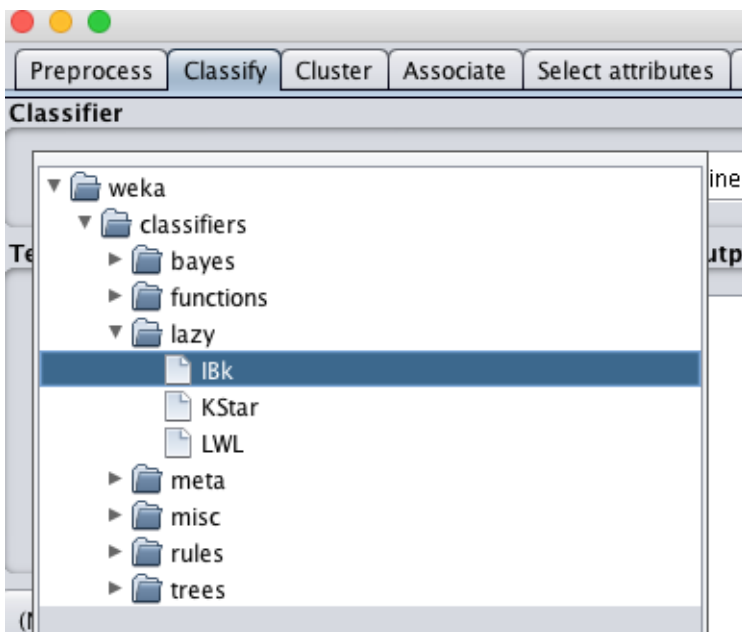 Preprocess Classify Cluster Associate Select attributes
Classifier
weka
classifiers
bayes
functions
lazy
IBk
KStar
LWL
meta
misc
rules
trees